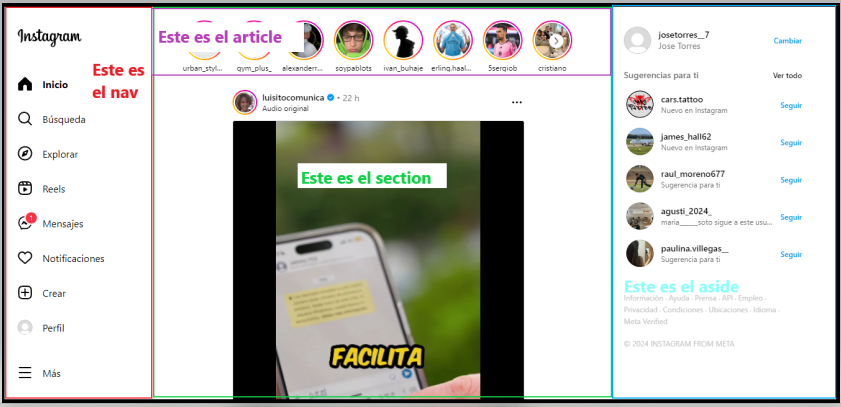 Instagram
Este es el nav
Inicio
Búsqueda
Explorar
Reels
1
Mensajes
Notificaciones
Crear
Perfil
Más
Este es el article
urban_styl...
gym_plus_
alexanderr...
soypablots
ivan_buhaje
erling.haal...
5sergiob
cristiano
luisitocomunica • 22 h
Audio original
Este es el section
FACILITA
josetorres__7
Jose Torres
Cambiar
Sugerencias para ti
Ver todo
cars.tattoo
Nuevo en Instagram
Seguir
james_hall62
Nuevo en Instagram
Seguir
raul_moreno677
Sugerencia para ti
Seguir
agusti_2024_
maria_____soto sigue a este usu...
Seguir
paulina.villegas__
Sugerencia para ti
Seguir
Este es el aside
Información · Ayuda · Prensa · API · Empleo ·
Privacidad · Condiciones · Ubicaciones · Idioma ·
Meta Verified
© 2024 INSTAGRAM FROM META